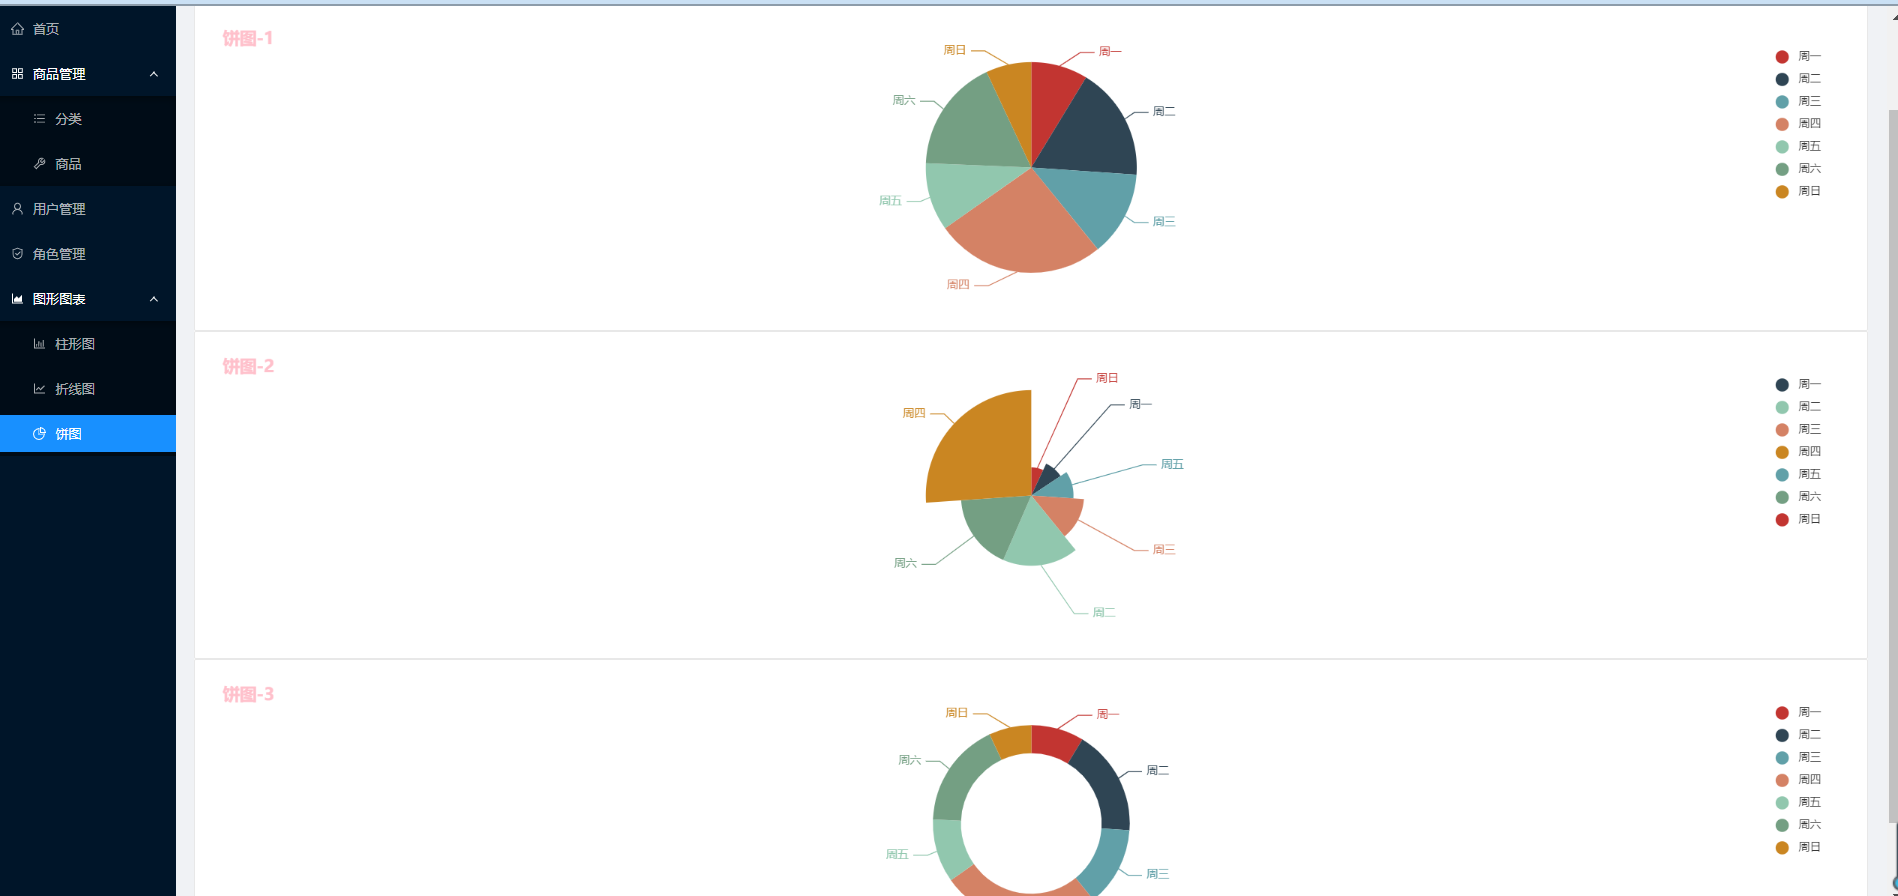 首页
商品管理
分类
商品
用户管理
角色管理
图形图表
柱形图
折线图
饼图
饼图-1
周日
周一
周六
周二
周五
周三
周四
周一
周二
周三
周四
周五
周六
周日
饼图-2
周日
周一
周四
周五
周三
周六
周二
周一
周二
周三
周四
周五
周六
周日
饼图-3
周日
周一
周六
周二
周五
周三
周一
周二
周三
周四
周五
周六
周日